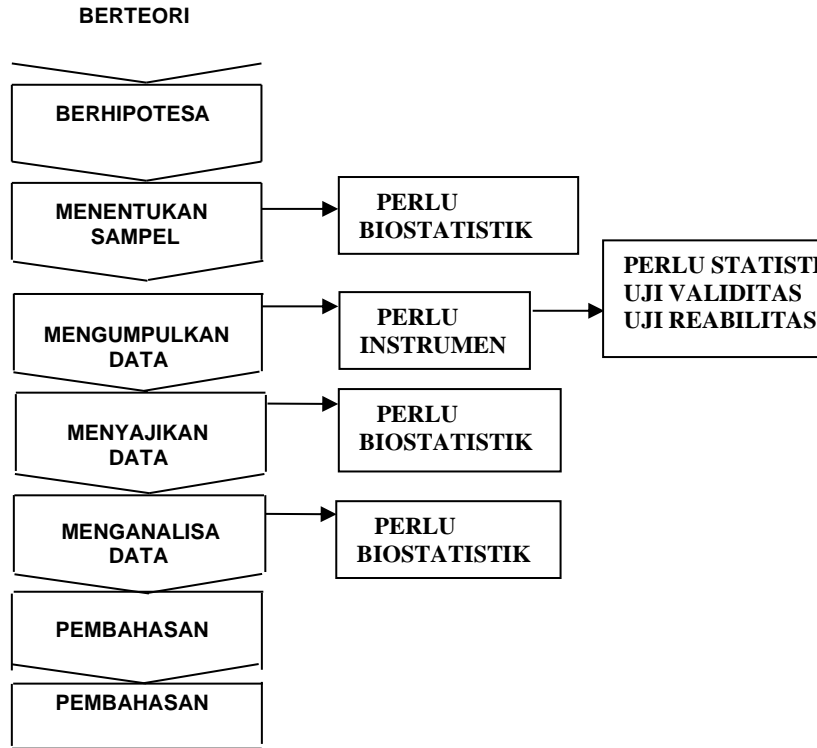 BERTEORI
BERHIPOTESA
MENENTUKAN
SAMPEL
PERLU
BIOSTATISTIK
MENGUMPULKAN
DATA
PERLU
INSTRUMEN
PERLU STATISTI
UJI VALIDITAS
UJI REABILITAS
MENYAJIKAN
DATA
PERLU
BIOSTATISTIK
MENGANALISA
DATA
PERLU
BIOSTATISTIK
PEMBAHASAN
PEMBAHASAN